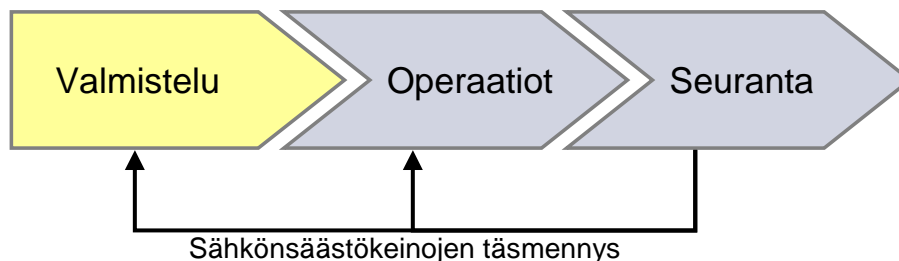 Valmistelu
Operaatiot
Seuranta
Sähkönsäästökeinojen täsmennys